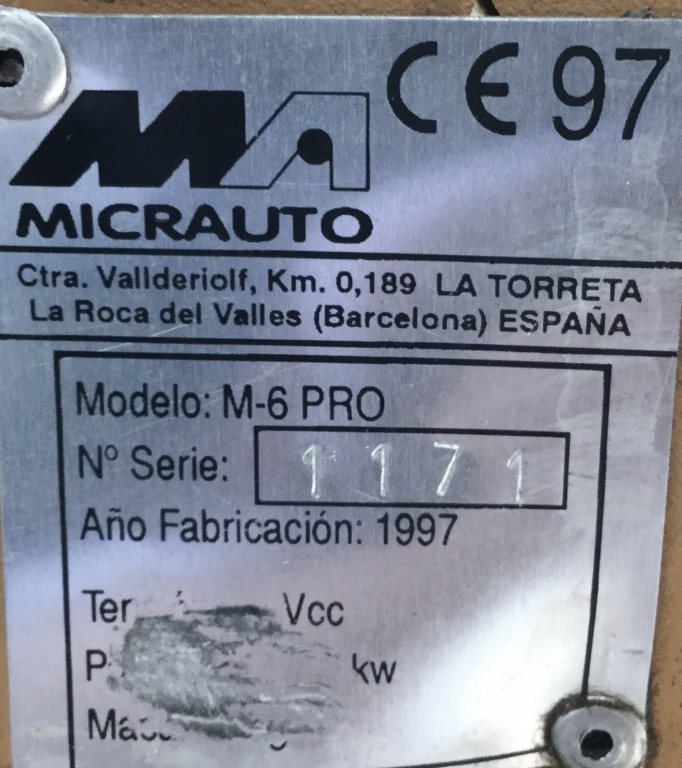 CE 97
MA
MICRAUTO
Ctra. Vallderiolf, Km. 0,189 LA TORRETA
La Roca del Valles (Barcelona) ESPAÑA
Modelo: M-6 PRO
Nº Serie: 1171
Año Fabricación: 1997
Vcc
kw